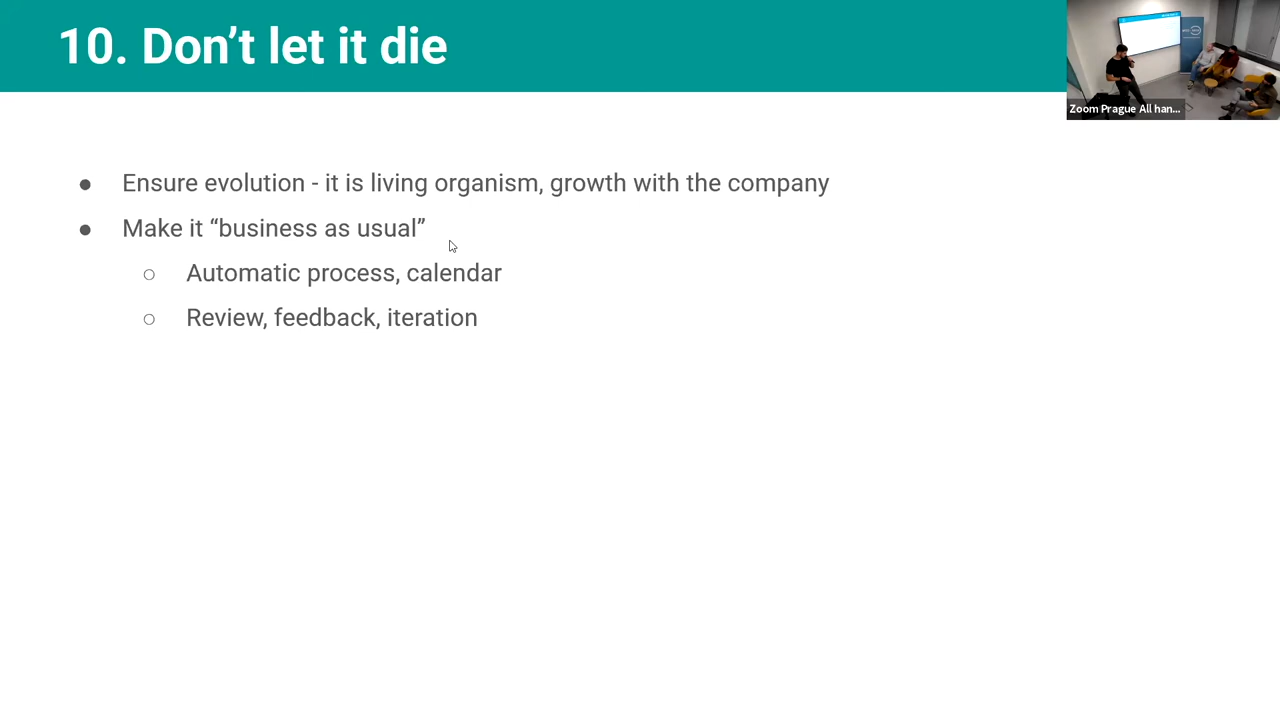 10. Don’t let it die
Zoom Prague All han...
● Ensure evolution - it is living organism, growth with the company
● Make it “business as usual”
○ Automatic process, calendar
○ Review, feedback, iteration